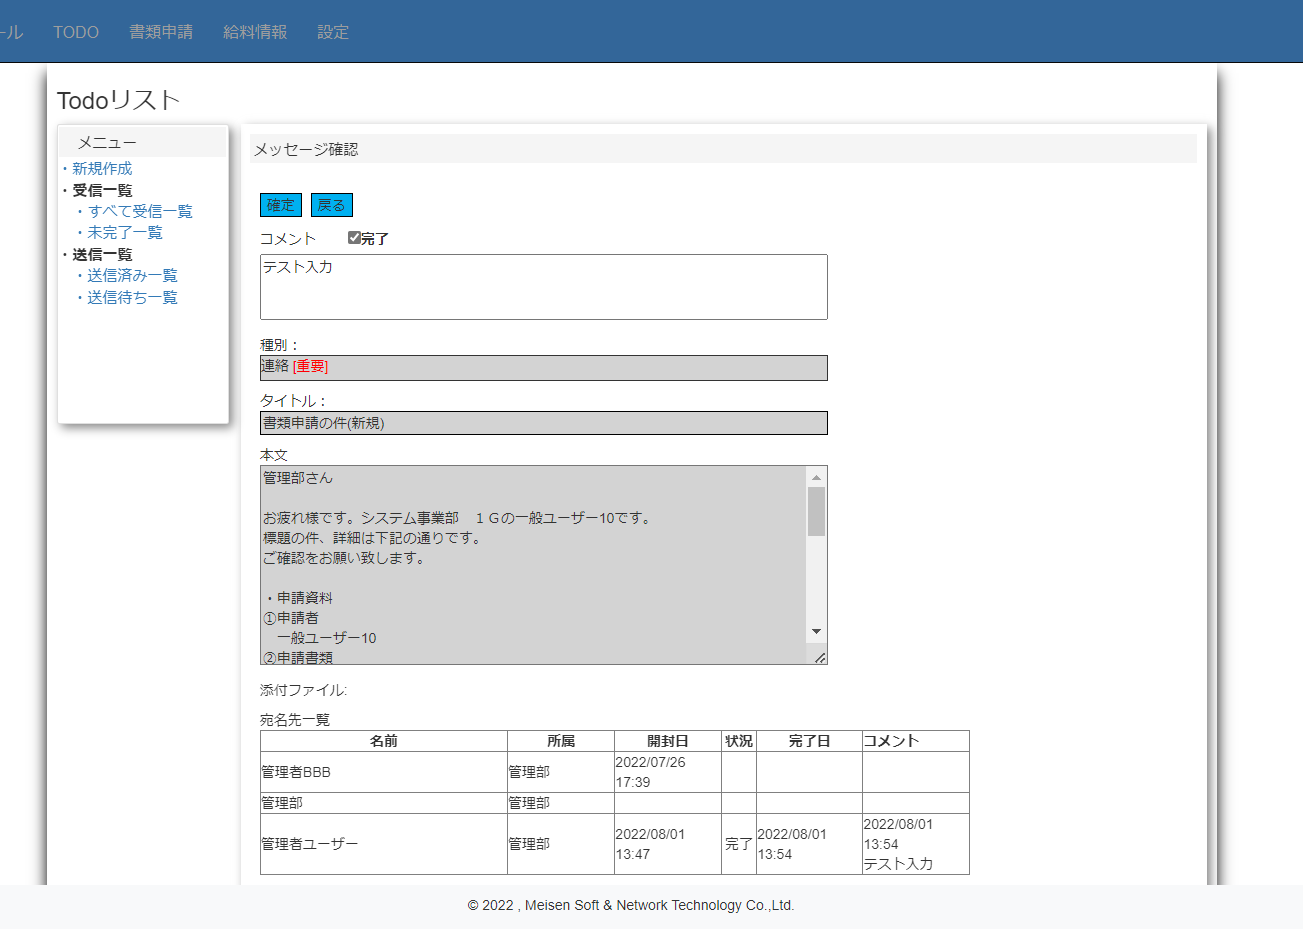 ール TODO 書類申請 給料情報 設定
Todoリスト
メニュー
・新規作成
・受信一覧
・すべて受信一覧
・未完了一覧
・送信一覧
・送信済み一覧
・送信待ち一覧
メッセージ確認
確定 戻る
コメント 完了
テスト入力
種別：
連絡 [重要]
タイトル：
書類申請の件(新規)
本文
管理部さん
お疲れ様です。システム事業部　１Ｇの一般ユーザー10です。
標題の件、詳細は下記の通りです。
ご確認をお願い致します。
・申請資料
①申請者
一般ユーザー10
②申請書類
添付ファイル:
宛名先一覧
名前 所属 開封日 状況 完了日 コメント
管理者BBB 管理部 2022/07/26 17:39
管理部 管理部
管理者ユーザー 管理部 2022/08/01 13:47 完了 2022/08/01 13:54 2022/08/01 13:54 テスト入力
© 2022 , Meisen Soft & Network Technology Co.,Ltd.